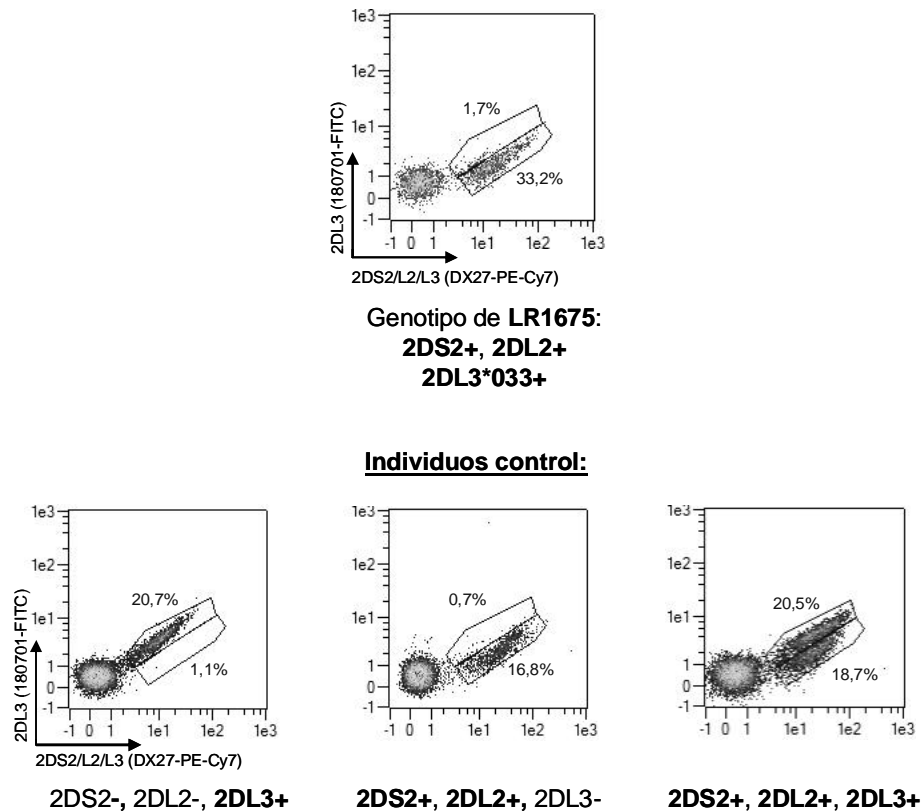 1e3
1e2
1e1
1
0
-1
1,7%
33,2%
-1 0 1 1e1 1e2 1e3
2DL3 (180701-FITC)
2DS2/L2/L3 (DX27-PE-Cy7)
Genotipo de LR1675:
2DS2+, 2DL2+
2DL3*033+
Individuos control:
1e3
1e2
1e1
1
0
-1
20,7%
1,1%
-1 0 1 1e1 1e2 1e3
2DL3 (180701-FITC)
2DS2/L2/L3 (DX27-PE-Cy7)
2DS2-, 2DL2-, 2DL3+
1e3
1e2
1e1
1
0
-1
0,7%
16,8%
-1 0 1 1e1 1e2 1e3
2DS2+, 2DL2+, 2DL3-
1e3
1e2
1e1
1
0
-1
20,5%
18,7%
-1 0 1 1e1 1e2 1e3
2DS2+, 2DL2+, 2DL3+